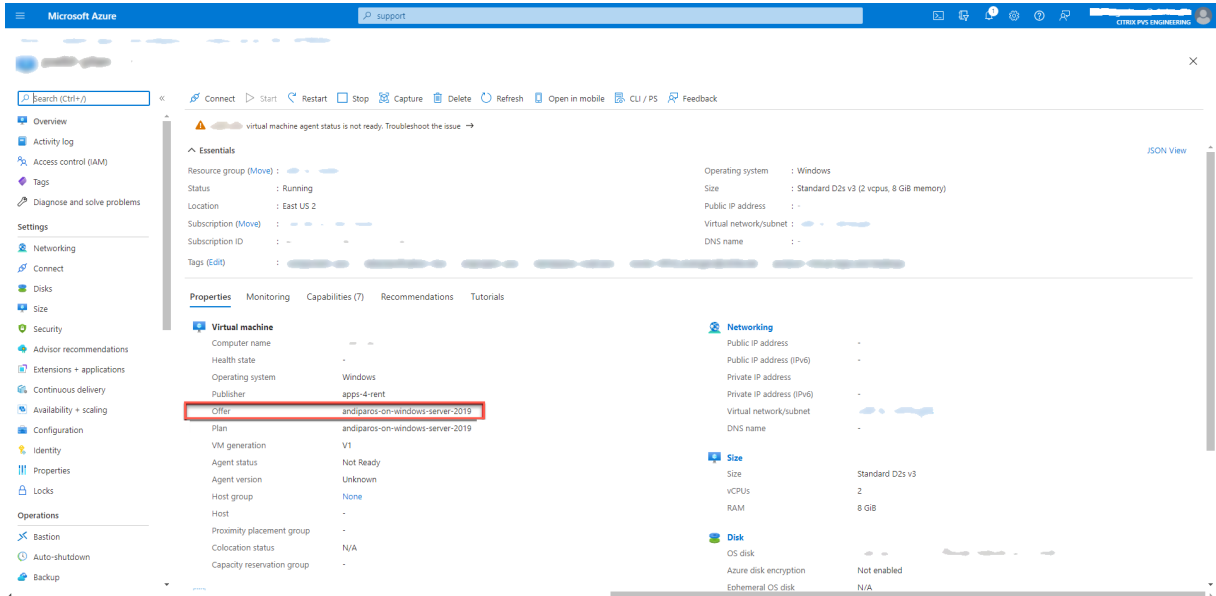 Microsoft Azure
support
1
CITRIX PVS ENGINEERING
Search (Ctrl+/)
«
Connect Start Restart Stop Capture Delete Refresh Open in mobile CLI / PS Feedback
virtual machine agent status is not ready. Troubleshoot the issue →
Essentials
JSON View
Resource group (Move) :
Status : Running
Location : East US 2
Subscription (Move) :
Subscription ID :
Tags (Edit) :
Operating system : Windows
Size : Standard D2s v3 (2 vcpus, 8 GiB memory)
Public IP address : -
Virtual network/subnet :
DNS name : -
Overview
Activity log
Access control (IAM)
Tags
Diagnose and solve problems
Settings
Networking
Connect
Disks
Size
Security
Advisor recommendations
Extensions + applications
Continuous delivery
Availability + scaling
Configuration
Identity
Properties
Locks
Operations
Bastion
Auto-shutdown
Backup
Properties Monitoring Capabilities (7) Recommendations Tutorials
Virtual machine
Computer name
Health state -
Operating system Windows
Publisher apps-4-rent
Offer andiparos-on-windows-server-2019
Plan andiparos-on-windows-server-2019
VM generation V1
Agent status Not Ready
Agent version Unknown
Host group None
Host -
Proximity placement group -
Colocation status N/A
Capacity reservation group -
Networking
Public IP address -
Public IP address (IPv6) -
Private IP address
Private IP address (IPv6) -
Virtual network/subnet
DNS name -
Size
Size Standard D2s v3
vCPUs 2
RAM 8 GiB
Disk
OS disk
Azure disk encryption Not enabled
Ephemeral OS disk N/A